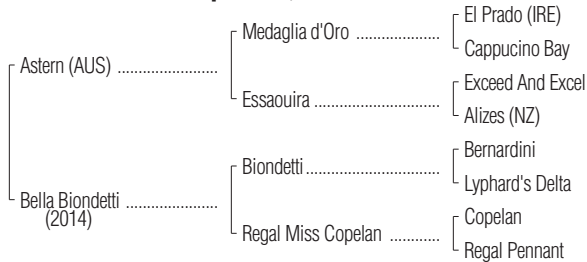 El Prado (IRE)
Medaglia d'Oro ....................
Cappucino Bay
Astern (AUS) ........................
Exceed And Excel
Essaouira ..............................
Alizes (NZ)
Bernardini
Biondetti................................
Lyphard's Delta
Bella Biondetti ......................
(2014)
Copelan
Regal Miss Copelan ............
Regal Pennant